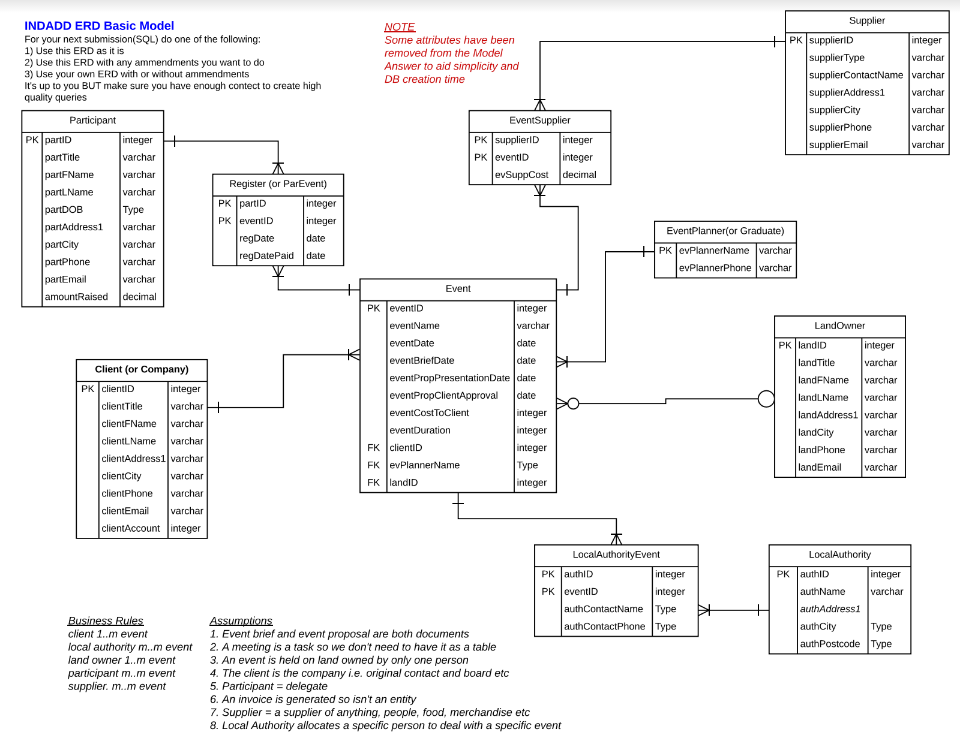 INDADD ERD Basic Model
For your next submission(SQL) do one of the following:
1) Use this ERD as it is
2) Use this ERD with any ammendments you want to do
3) Use your own ERD with or without ammendments
It's up to you BUT make sure you have enough contect to create high
quality queries
NOTE
Some attributes have been
removed from the Model
Answer to aid simplicity and
DB creation time
Supplier
PK supplierID integer
supplierType varchar
supplierContactName varchar
supplierAddress1 varchar
supplierCity varchar
supplierPhone varchar
supplierEmail varchar
Participant
PK partID integer
partTitle varchar
partFName varchar
partLName varchar
partDOB Type
partAddress1 varchar
partCity varchar
partPhone varchar
partEmail varchar
amountRaised decimal
EventSupplier
PK supplierID integer
PK eventID integer
evSuppCost decimal
Register (or ParEvent)
PK partID integer
PK eventID integer
regDate date
regDatePaid date
EventPlanner(or Graduate)
PK evPlannerName varchar
evPlannerPhone varchar
Event
PK eventID integer
eventName varchar
eventDate date
eventBriefDate date
eventPropPresentationDate date
eventPropClientApproval date
eventCostToClient integer
eventDuration integer
FK clientID integer
FK evPlannerName Type
FK landID integer
LandOwner
PK landID integer
landTitle varchar
landFName varchar
landLName varchar
landAddress1 varchar
landCity varchar
landPhone varchar
landEmail varchar
Client (or Company)
PK clientID integer
clientTitle varchar
clientFName varchar
clientLName varchar
clientAddress1 varchar
clientCity varchar
clientPhone varchar
clientEmail varchar
clientAccount integer
LocalAuthorityEvent
PK authID integer
PK eventID integer
authContactName Type
authContactPhone Type
LocalAuthority
PK authID integer
authName varchar
authAddress1
authCity Type
authPostcode Type
Business Rules
client 1..m event
local authority m..m event
land owner 1..m event
participant m..m event
supplier. m..m event
Assumptions
1. Event brief and event proposal are both documents
2. A meeting is a task so we don't need to have it as a table
3. An event is held on land owned by only one person
4. The client is the company i.e. original contact and board etc
5. Participant = delegate
6. An invoice is generated so isn't an entity
7. Supplier = a supplier of anything, people, food, merchandise etc
8. Local Authority allocates a specific person to deal with a specific event